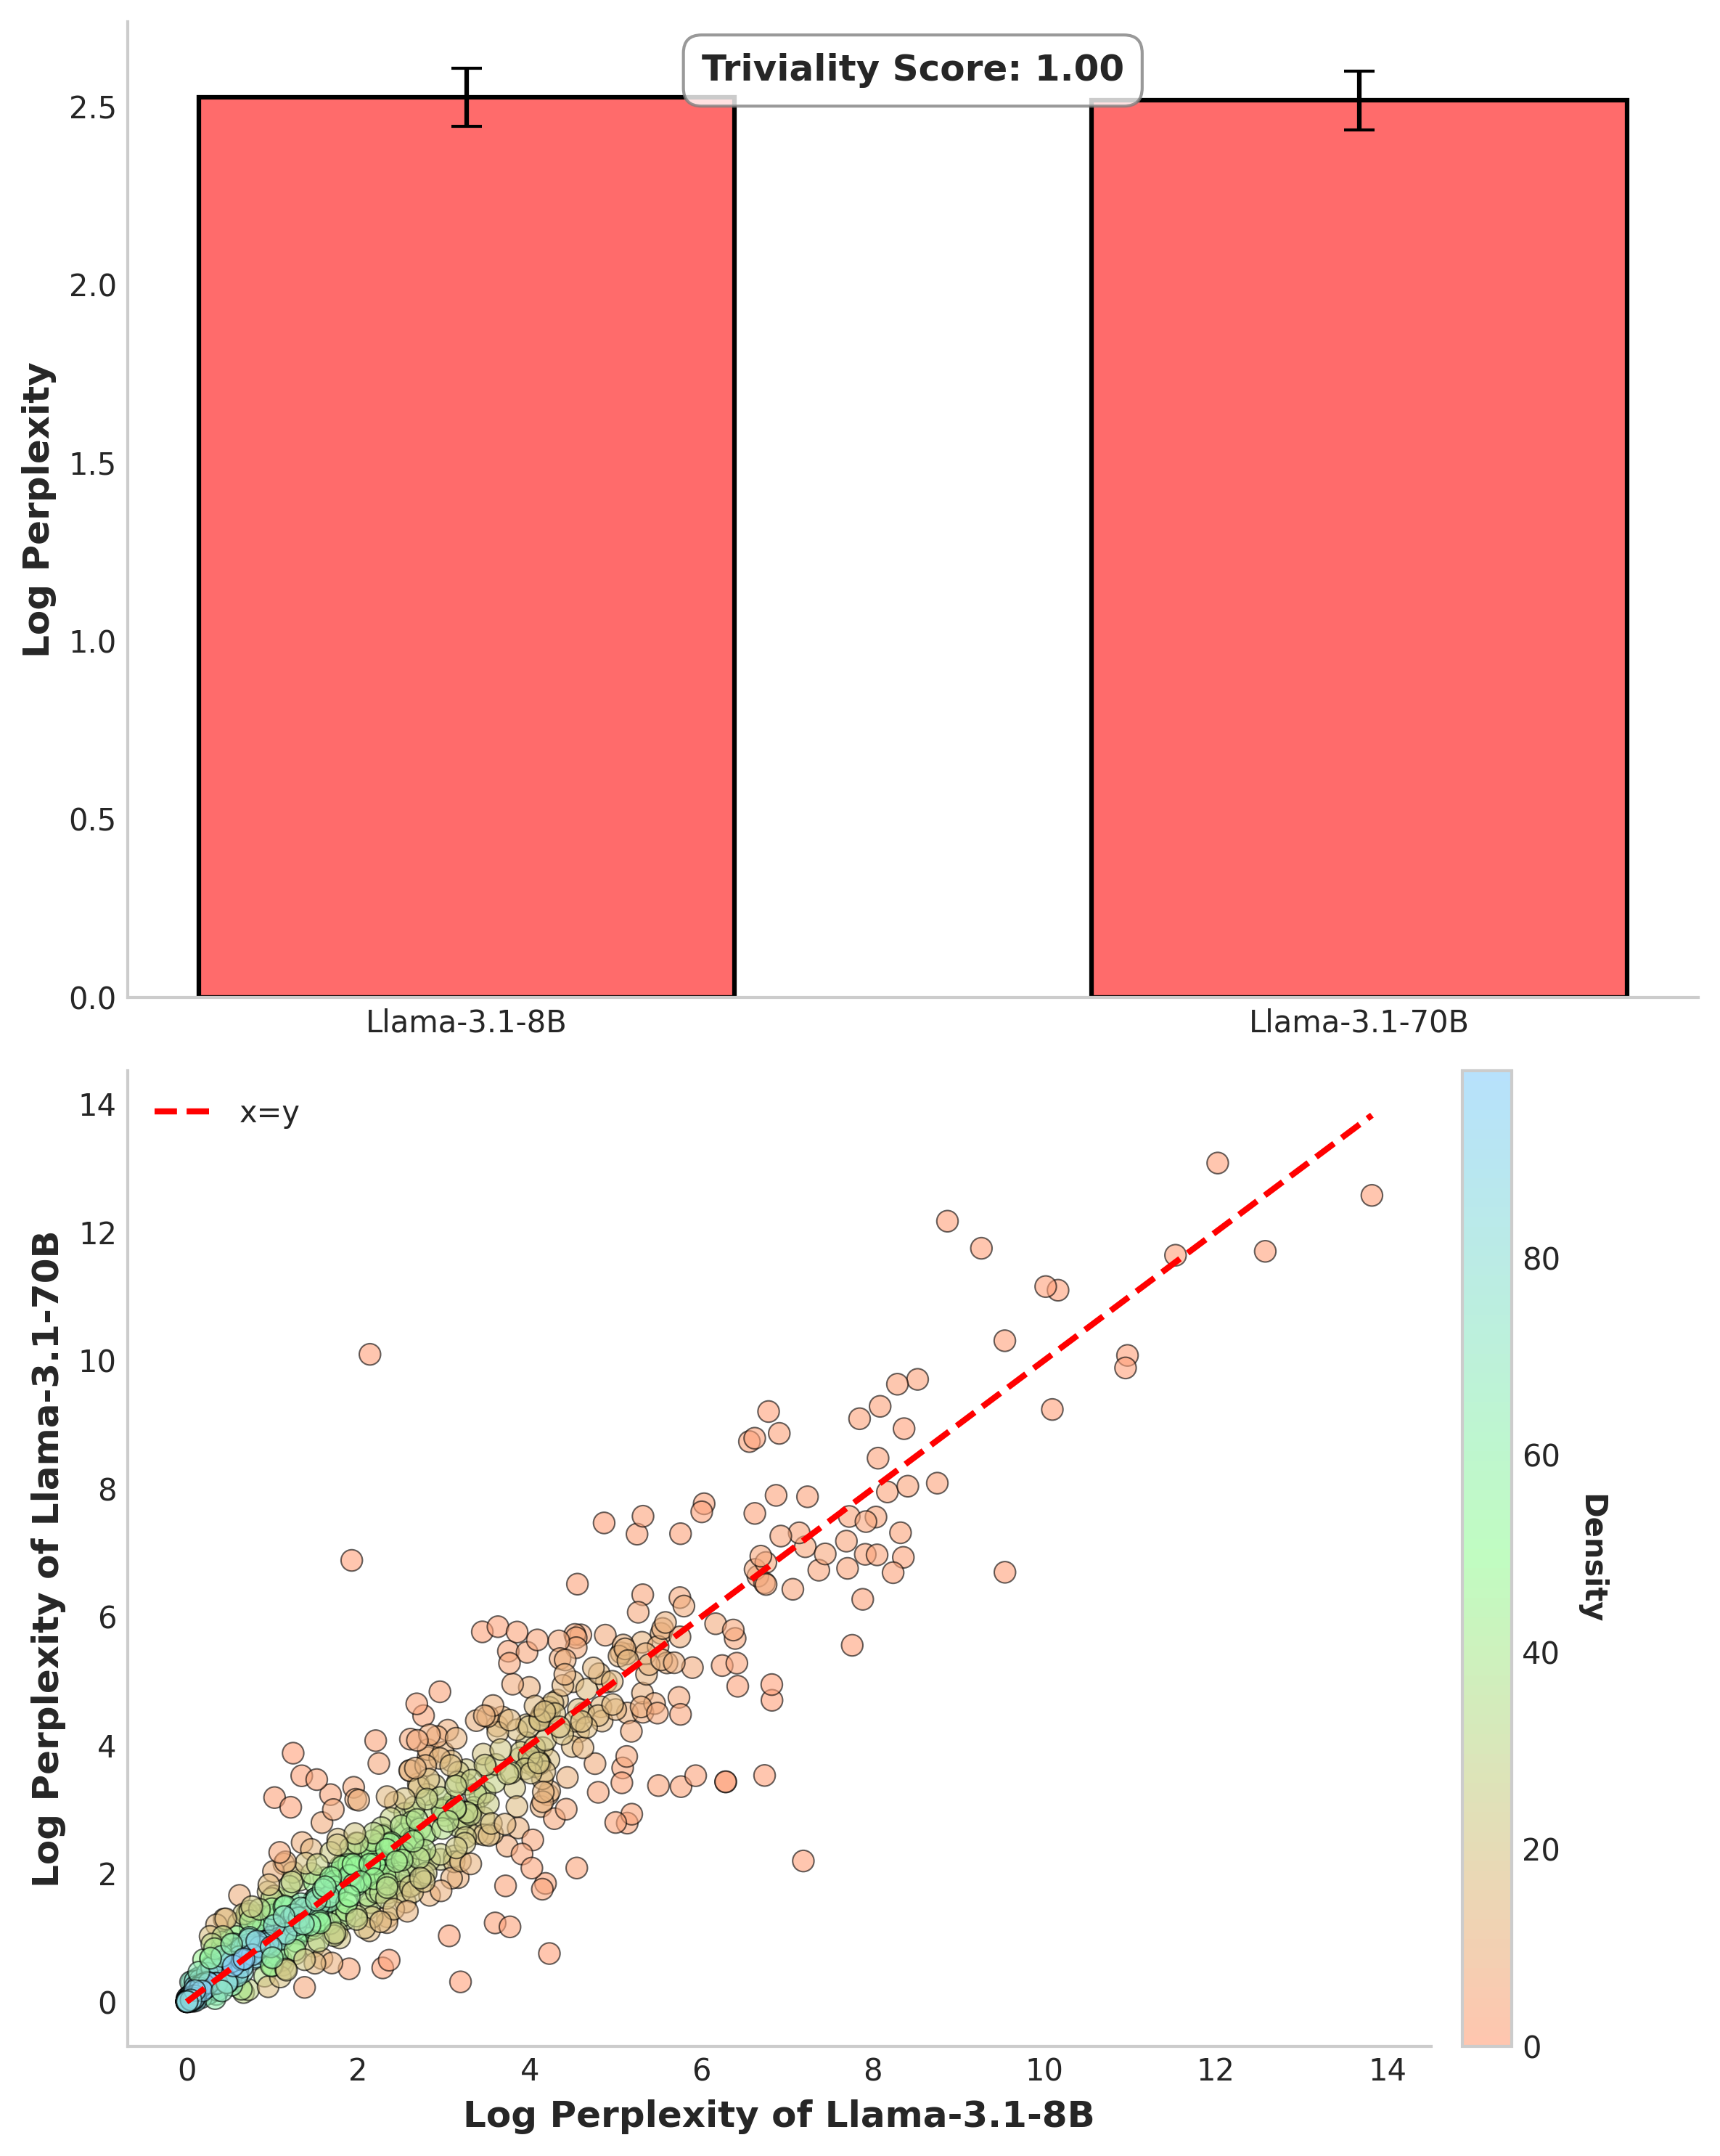 Triviality Score: 1.00
Log Perplexity
2.5
2.0
1.5
1.0
0.5
0.0
Llama-3.1-8B
Llama-3.1-70B
x=y
Log Perplexity of Llama-3.1-70B
14
12
10
8
6
4
2
0
0 2 4 6 8 10 12 14
Log Perplexity of Llama-3.1-8B
80
60
40
20
0
Density